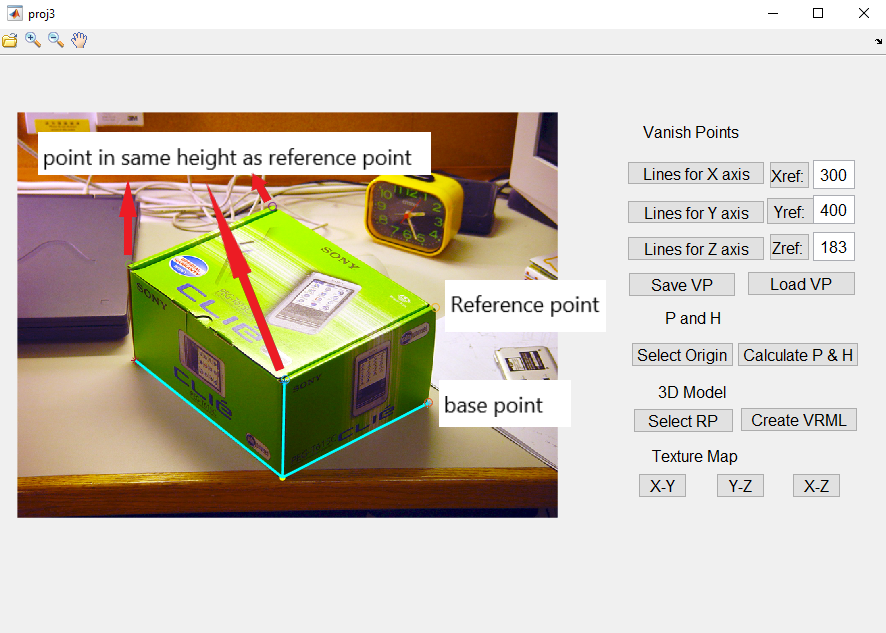 proj3
3M
point in same height as reference point
Vanish Points
Lines for X axis
Xref:
300
Lines for Y axis
Yref:
400
Lines for Z axis
Zref:
183
Save VP
Load VP
P and H
Select Origin
Calculate P & H
3D Model
Select RP
Create VRML
Texture Map
X-Y
Y-Z
X-Z
Reference point
base point
SONY
CLIÉ
SONY
CLIÉ
SONY
CLIÉ